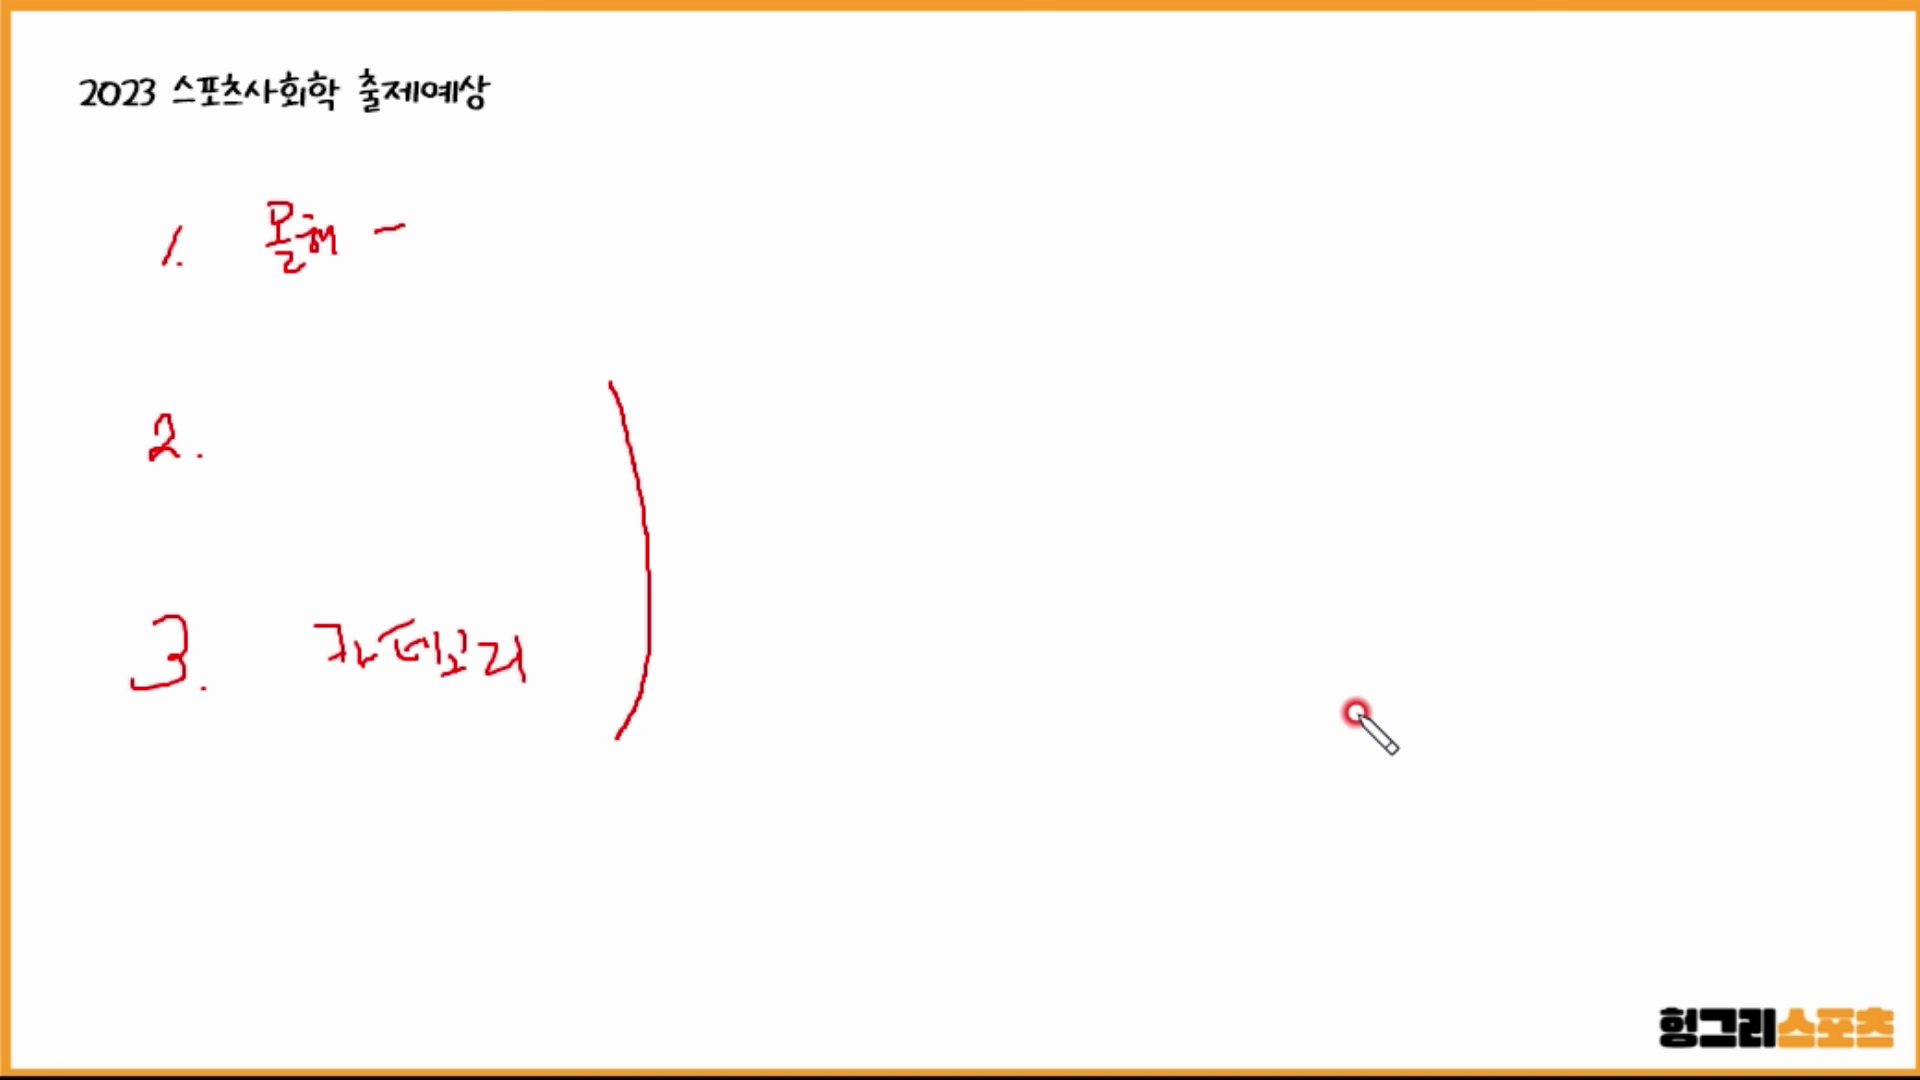 2023 스포츠사회학 출제예상
1. 올해 -
2.
3. 카테고리
헝그리스포츠